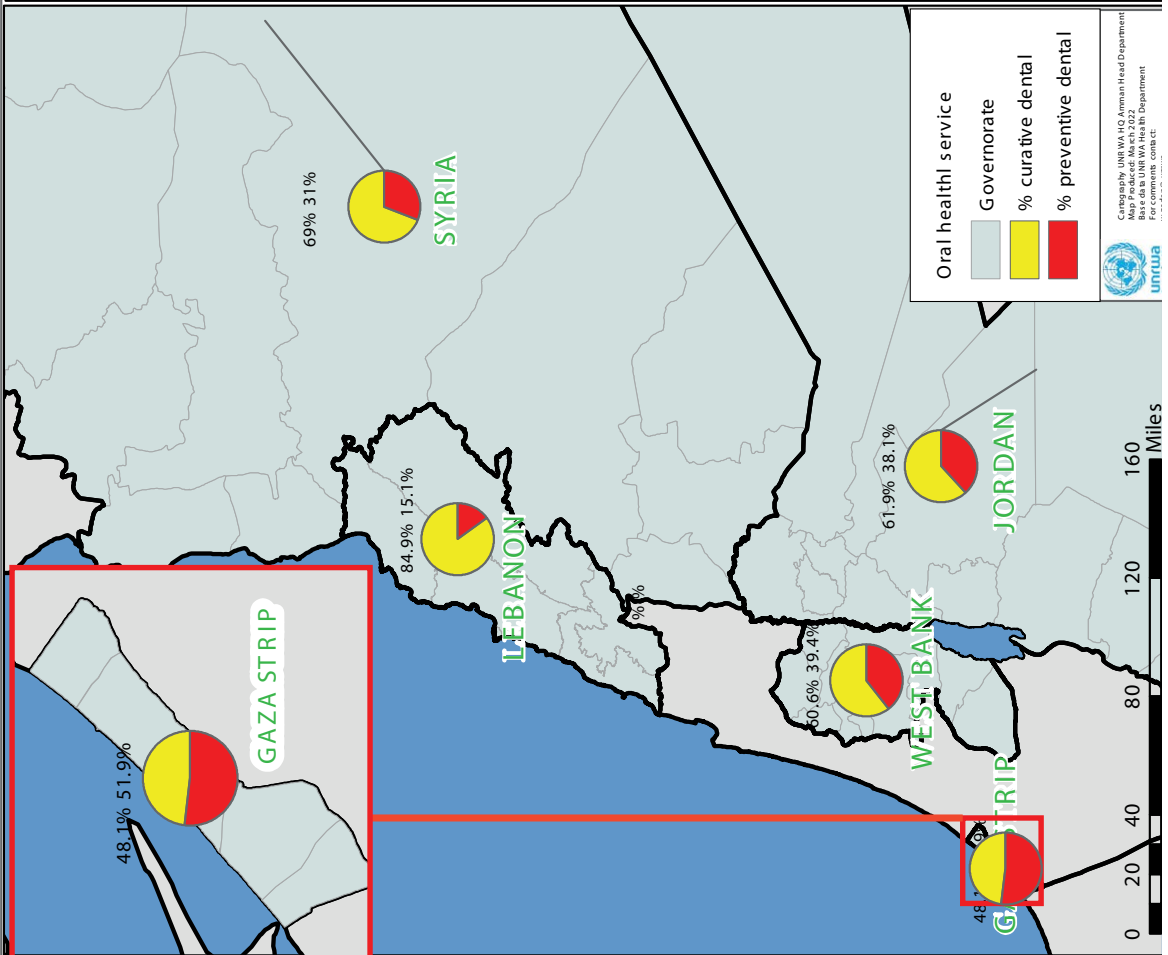 69% 31%
SYRIA
84.9% 15.1%
LEBANON
% %
61.9% 38.1%
JORDAN
60.6% 39.4%
WEST BANK
48.1% 51.9%
GAZA STRIP
STRIP
Oral healthl service
Governorate
% curative dental
% preventive dental
Cartography UNRWA HQ Amman Head Department
Map Produced: March 2022
Base data UNRWA Health Department
For comments contact:
unrwa
0 20 40 80 120 160
Miles